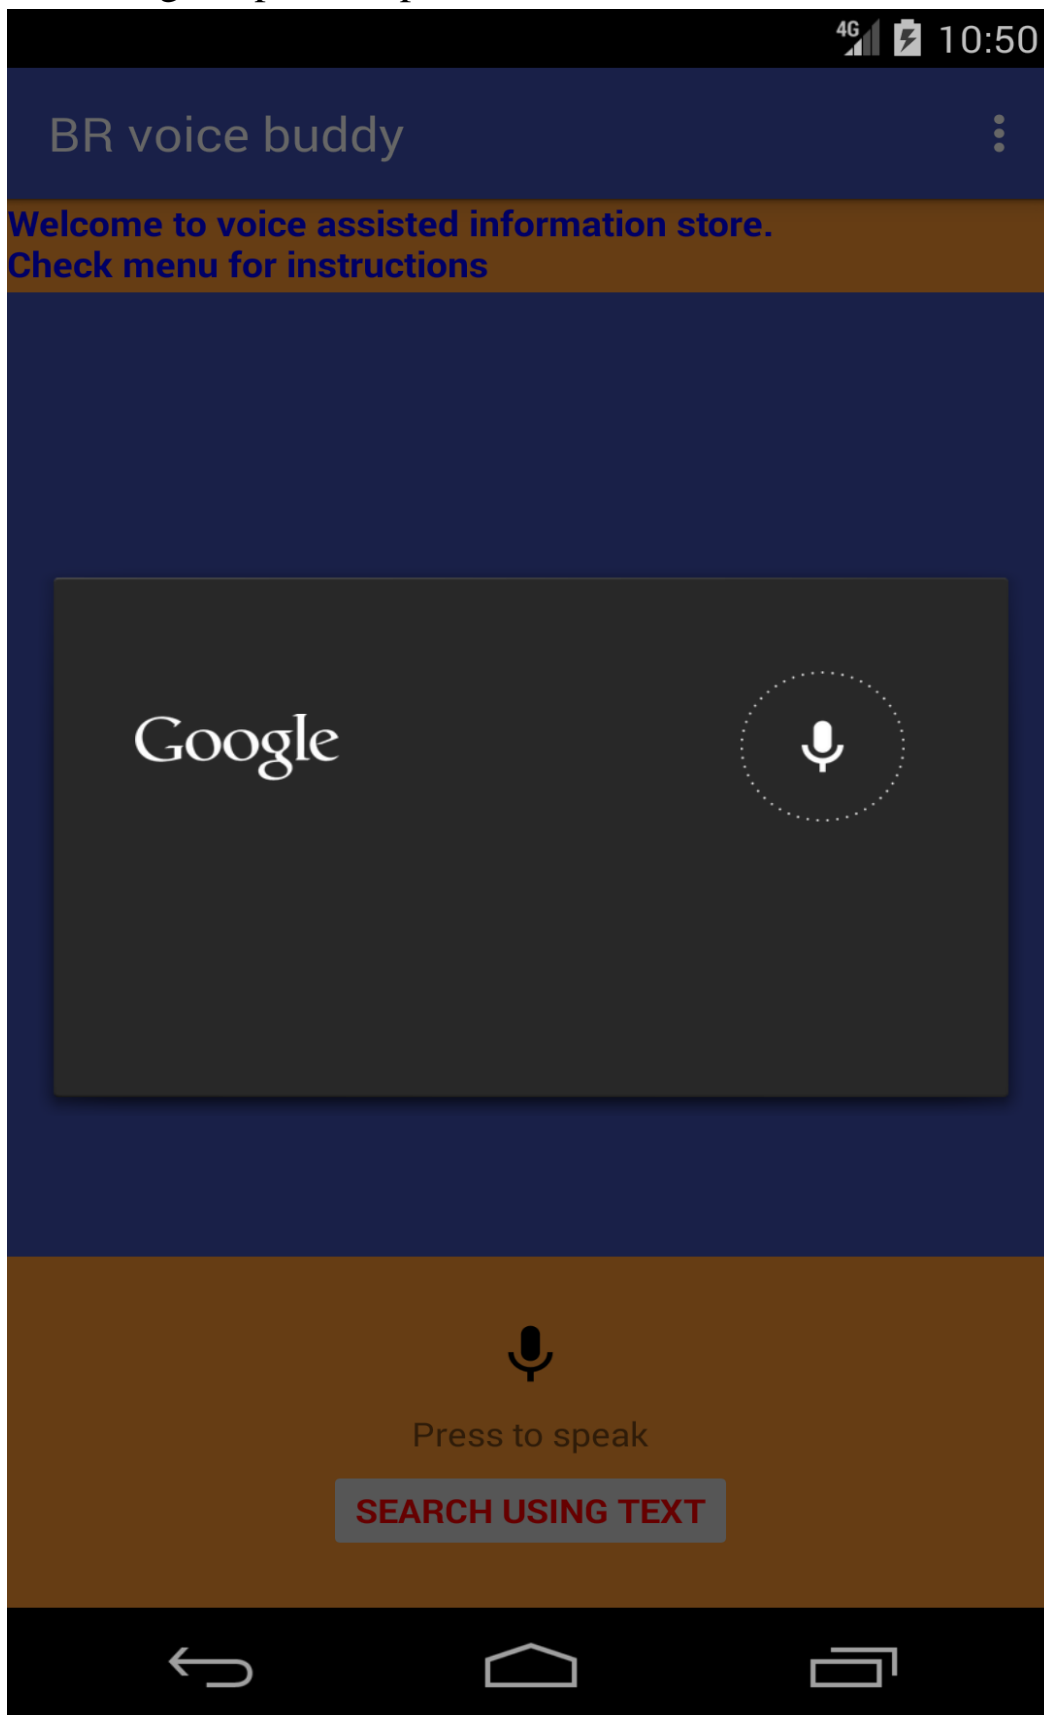 4G 10:50
BR voice buddy
Welcome to voice assisted information store.
Check menu for instructions
Google
Press to speak
SEARCH USING TEXT